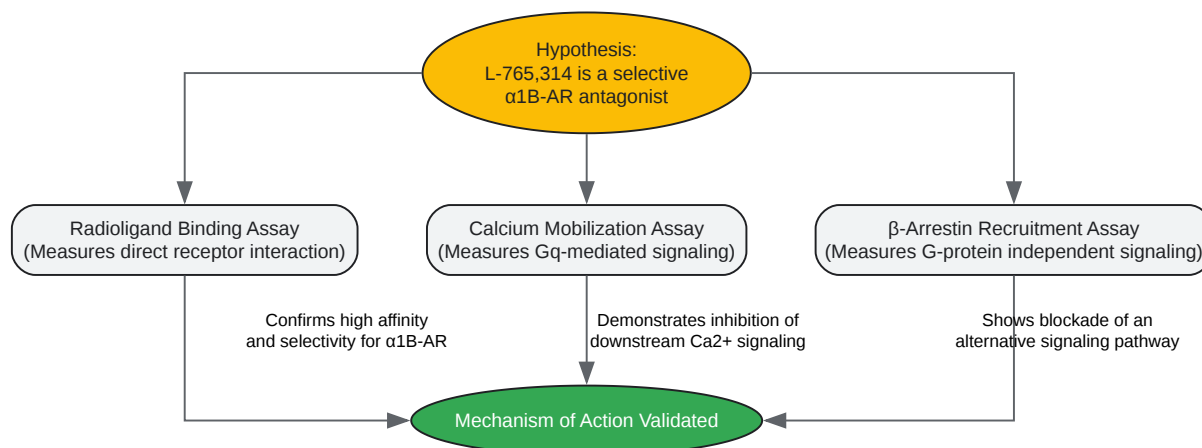 Hypothesis:
L-765,314 is a selective
α1B-AR antagonist
Radioligand Binding Assay
(Measures direct receptor interaction)
Calcium Mobilization Assay
(Measures Gq-mediated signaling)
β-Arrestin Recruitment Assay
(Measures G-protein independent signaling)
Confirms high affinity
and selectivity for α1B-AR
Demonstrates inhibition of
downstream Ca2+ signaling
Shows blockade of an
alternative signaling pathway
Mechanism of Action Validated